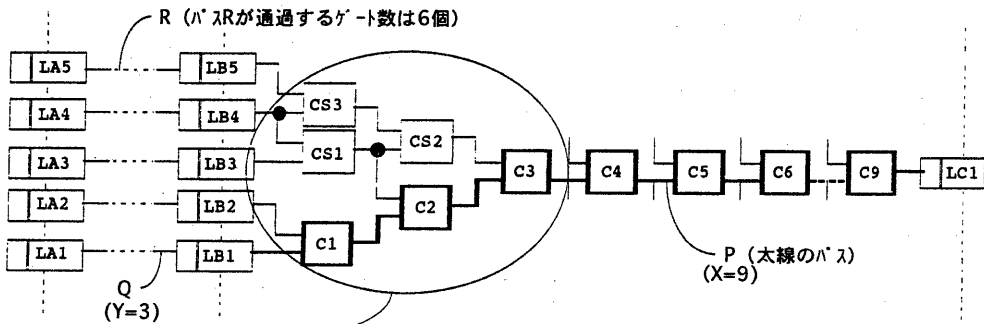 R (パスRが通過するゲート数は6個)
LA5
LB5
CS3
LA4
LB4
CS1
CS2
LA3
LB3
C3
C4
C5
C6
C9
LC1
LA2
LB2
C2
C1
LA1
LB1
Q
(Y=3)
P (太線のパス)
(X=9)